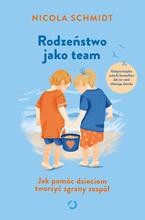 NICOLA SCHMIDT
Rodzeństwo
jako team
Jak pomóc dzieciom
tworzyć zgrany zespół